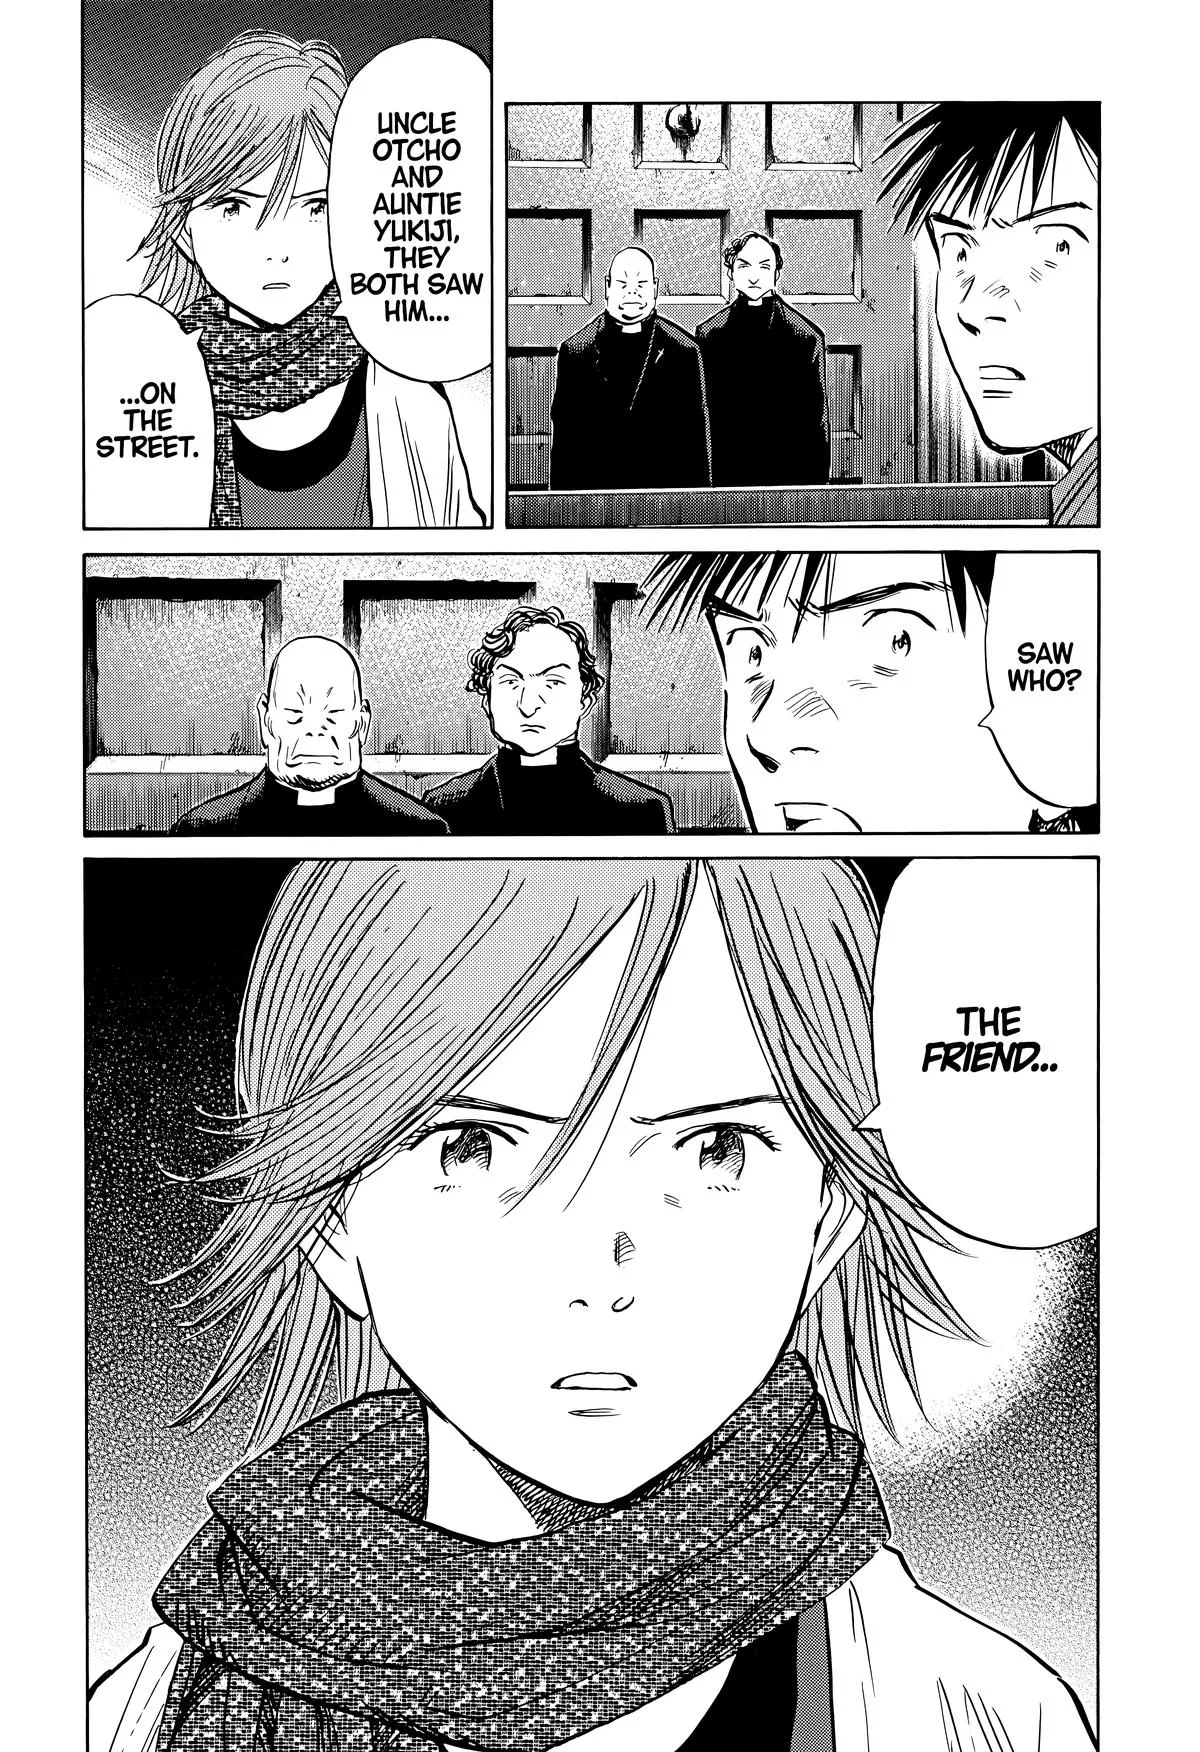 UNCLE
OTCHO
AND
AUNTIE
YUKIJI,
THEY
BOTH SAW
HIM...
...ON
THE
STREET.
SAW
WHO?
THE
FRIEND...